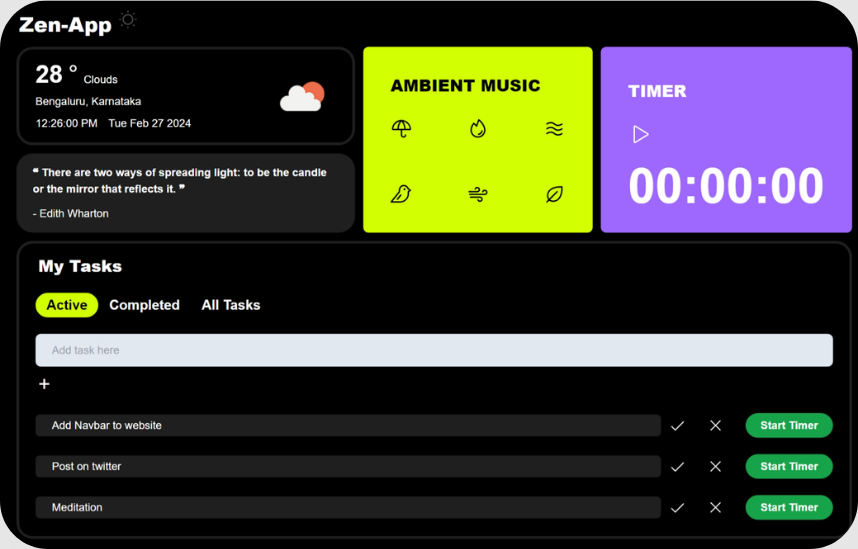 Zen-App
28 ° Clouds
Bengaluru, Karnataka
12:26:00 PM Tue Feb 27 2024
❝ There are two ways of spreading light: to be the candle
or the mirror that reflects it. ❞
- Edith Wharton
AMBIENT MUSIC
TIMER
00:00:00
My Tasks
Active Completed All Tasks
Add task here
+
Add Navbar to website Start Timer
Post on twitter Start Timer
Meditation Start Timer